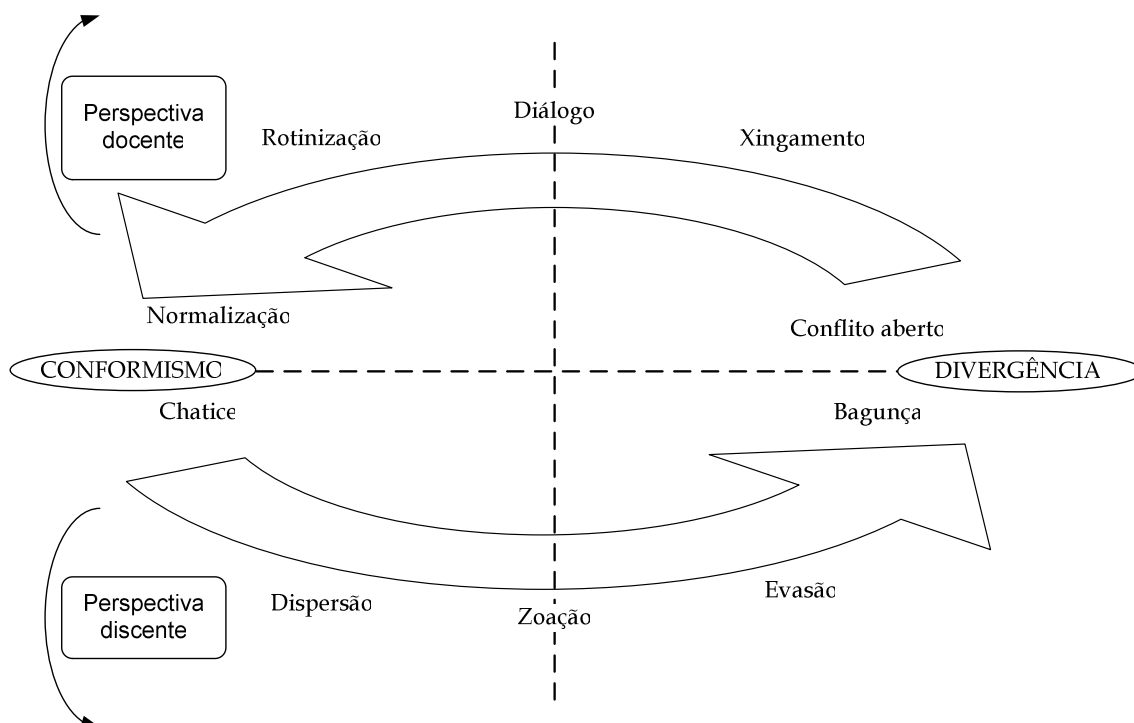 Perspectiva
docente
Rotinização
Diálogo
Xingamento
Normalização
Conflito aberto
CONFORMISMO
DIVERGÊNCIA
Chatice
Bagunça
Dispersão
Zoação
Evasão
Perspectiva
discente